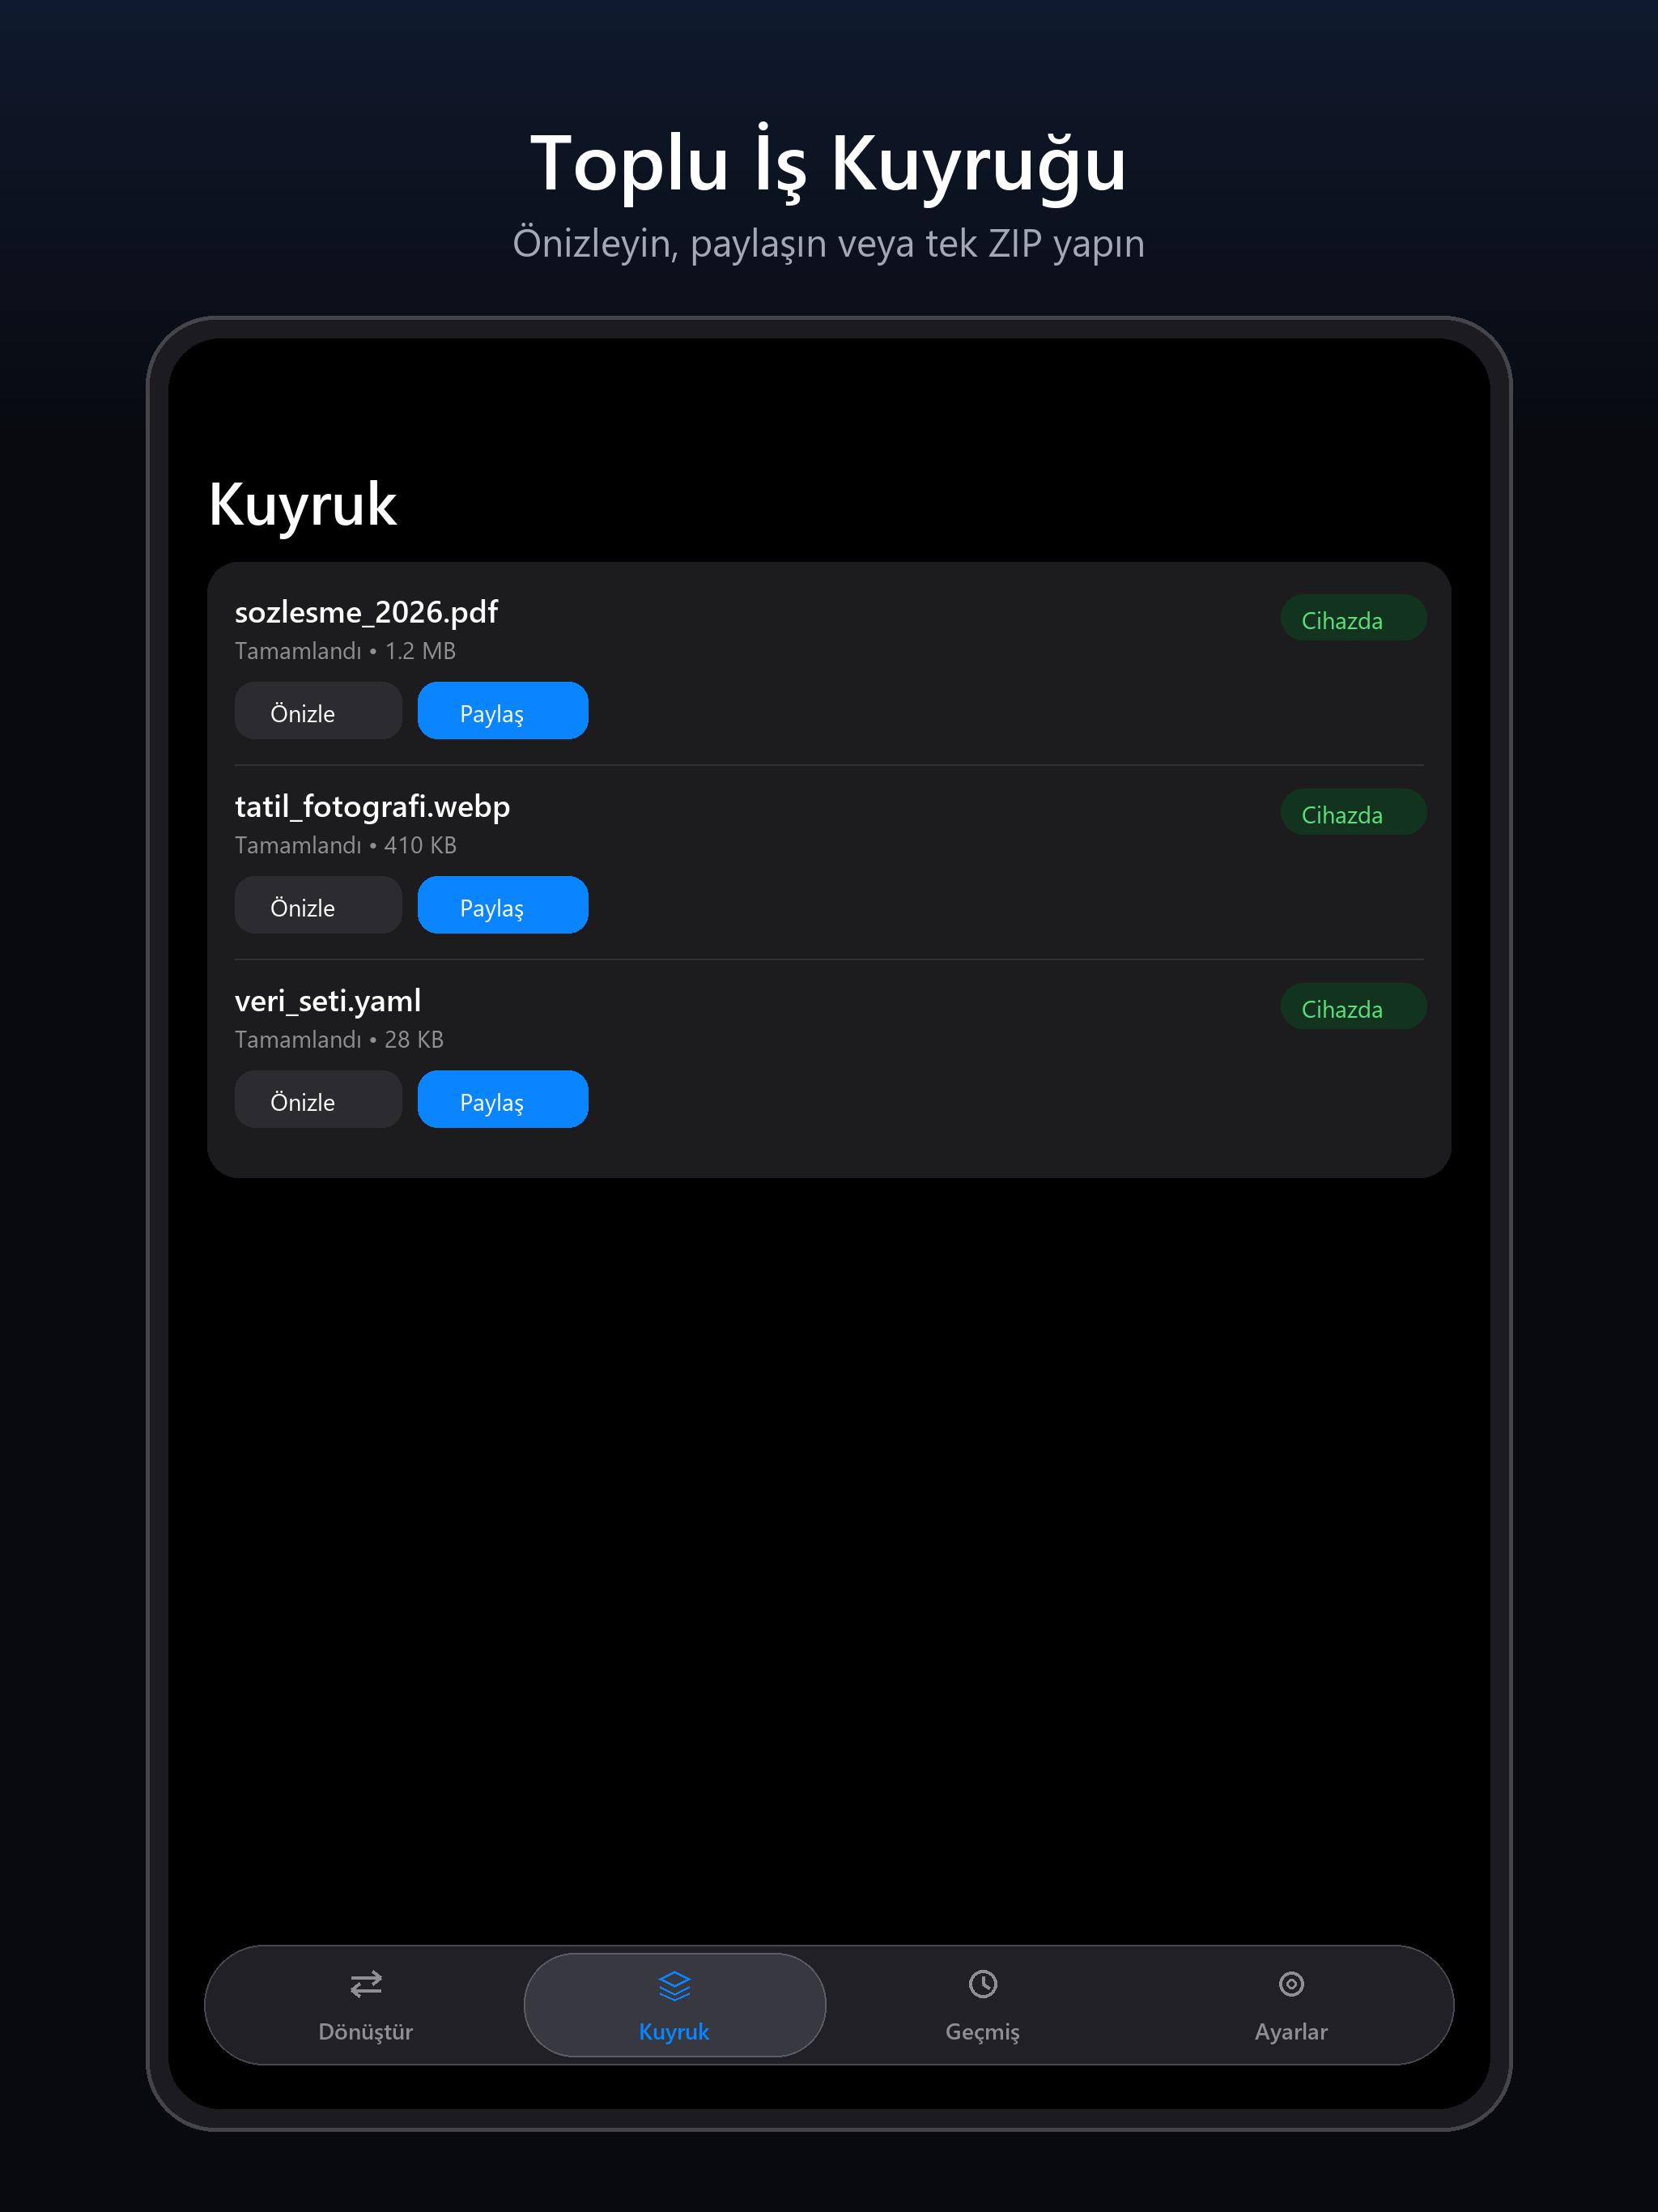 Toplu İş Kuyruğu
Önizleyin, paylaşın veya tek ZIP yapın
Kuyruk
sozlesme_2026.pdf
Cihazda
Tamamlandı • 1.2 MB
Önizle
Paylaş
tatil_fotografi.webp
Cihazda
Tamamlandı • 410 KB
Önizle
Paylaş
veri_seti.yaml
Cihazda
Tamamlandı • 28 KB
Önizle
Paylaş
Dönüştür
Kuyruk
Geçmiş
Ayarlar